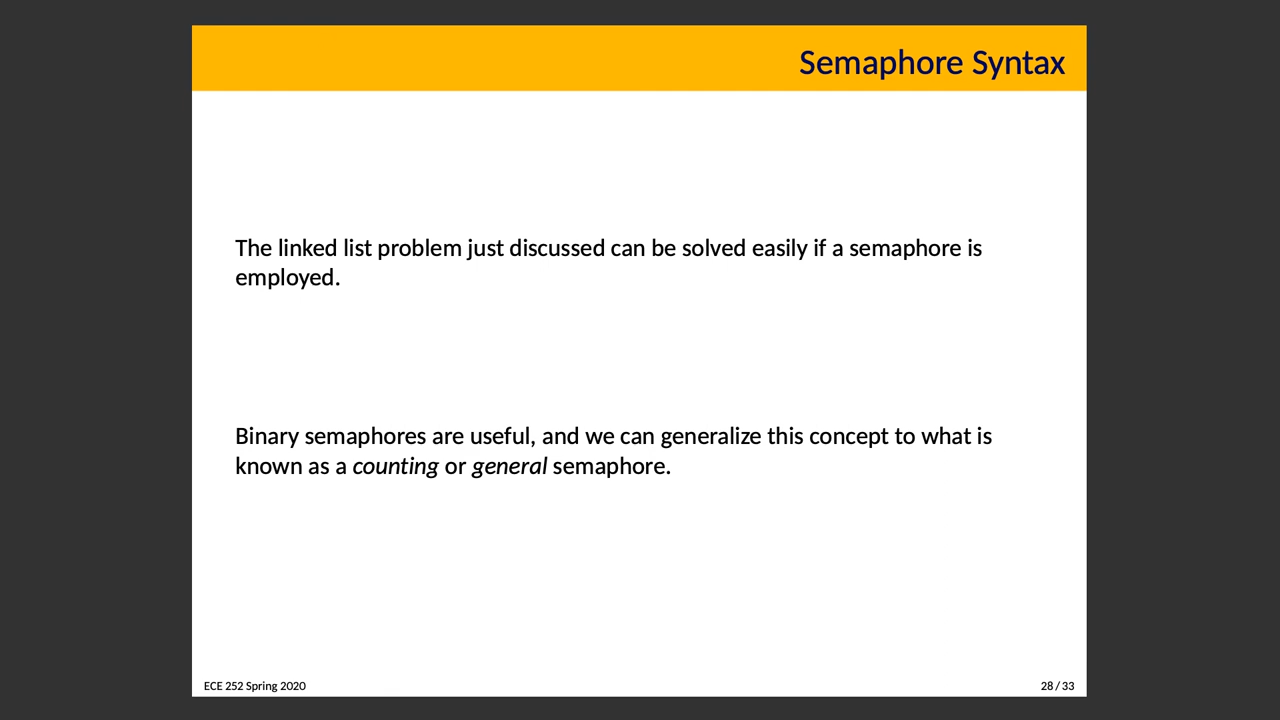 Semaphore Syntax
The linked list problem just discussed can be solved easily if a semaphore is
employed.
Binary semaphores are useful, and we can generalize this concept to what is
known as a counting or general semaphore.
ECE 252 Spring 2020
28 / 33